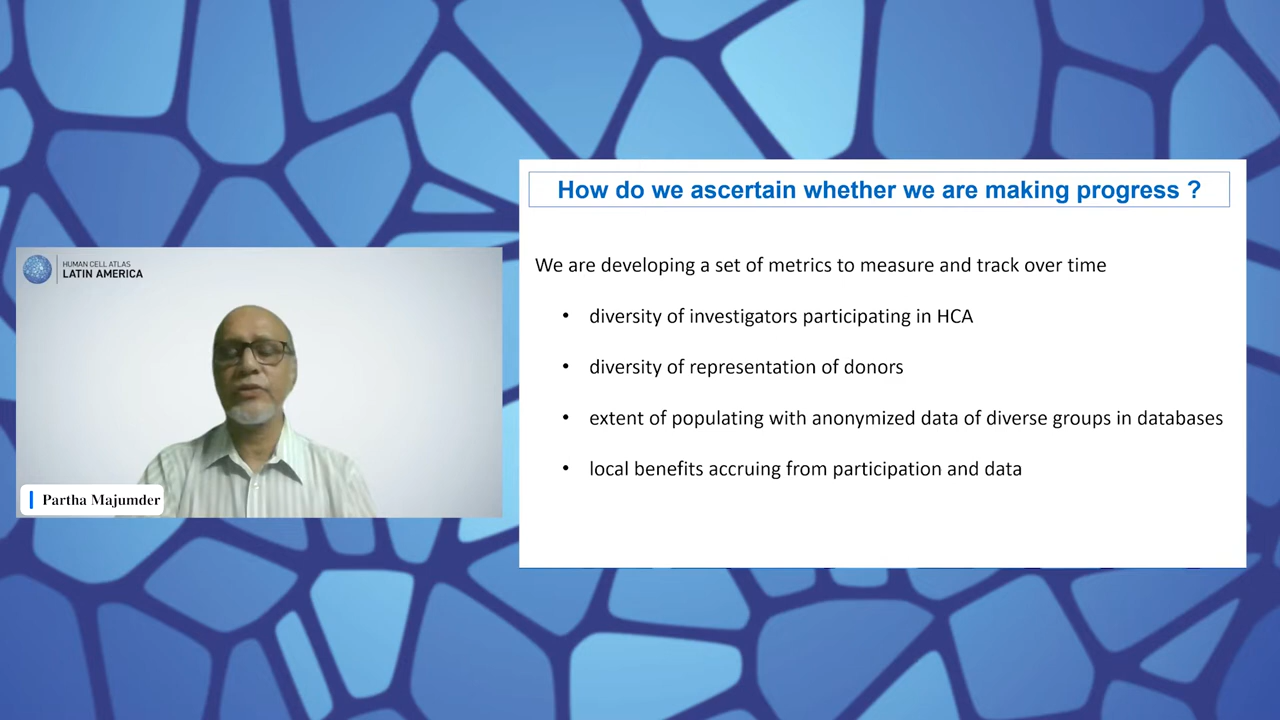 HUMAN CELL ATLAS
LATIN AMERICA
Partha Majumder
How do we ascertain whether we are making progress ?
We are developing a set of metrics to measure and track over time
• diversity of investigators participating in HCA
• diversity of representation of donors
• extent of populating with anonymized data of diverse groups in databases
• local benefits accruing from participation and data